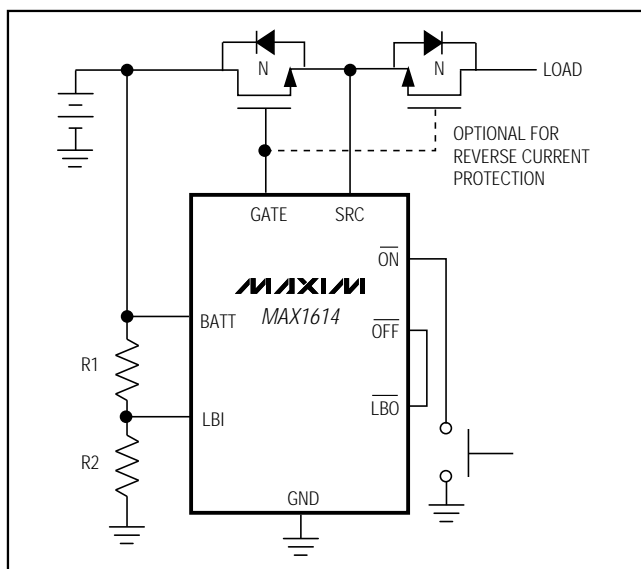 N
N
LOAD
OPTIONAL FOR
REVERSE CURRENT
PROTECTION
GATE
SRC
ON
MAXIM
MAX1614
BATT
OFF
R1
LBI
LBO
R2
GND